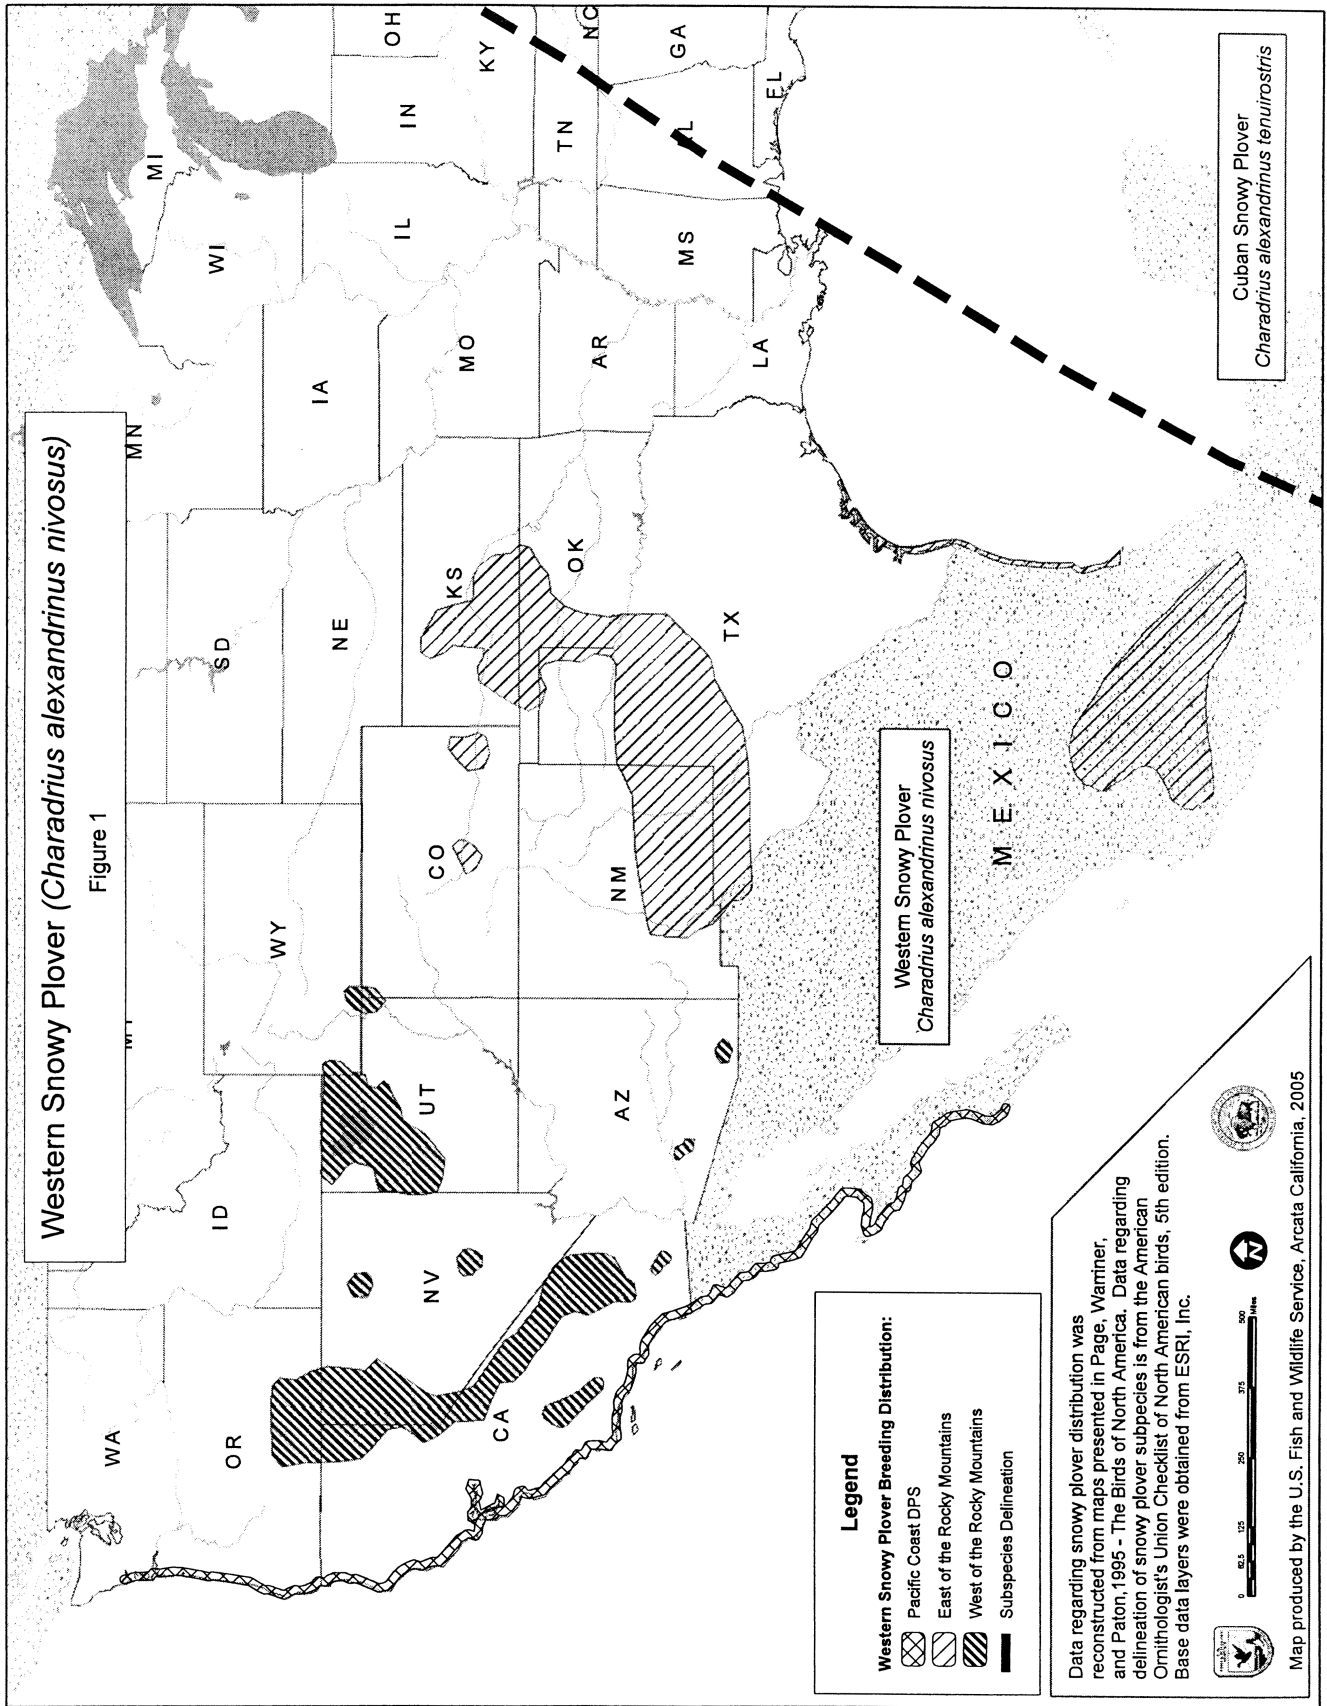 Western Snowy Plover (Charadrius alexandrinus nivosus)
Figure 1
WA
OR
ID
WY
SD
MN
WI
MI
NE
IA
IL
IN
OH
NV
UT
CO
KS
MO
KY
CA
AZ
NM
OK
AR
TN
NC
TX
LA
MS
GA
MEXICO
Western Snowy Plover
Charadrius alexandrinus nivosus
Cuban Snowy Plover
Charadrius alexandrinus tenuirostris
Legend
Western Snowy Plover Breeding Distribution:
Pacific Coast DPS
East of the Rocky Mountains
West of the Rocky Mountains
Subspecies Delineation
Data regarding snowy plover distribution was
reconstructed from maps presented in Page, Warriner,
and Paton,1995 - The Birds of North America. Data regarding
delineation of snowy plover subspecies is from the American
Ornithologist's Union Checklist of North American birds, 5th edition.
Base data layers were obtained from ESRI, Inc.
0 62.5 125 250 375 500
Miles
N
Map produced by the U.S. Fish and Wildlife Service, Arcata California, 2005